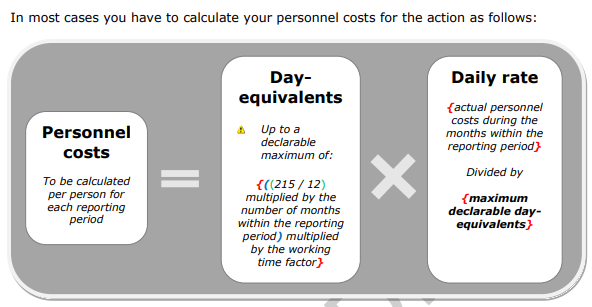 In most cases you have to calculate your personnel costs for the action as follows:
Personnel
costs
To be calculated
per person for
each reporting
period
=
Day-
equivalents
Up to a
declarable
maximum of:
{((215 / 12)
multiplied by the
number of months
within the reporting
period) multiplied
by the working
time factor}
×
Daily rate
{actual personnel
costs during the
months within the
reporting period}
Divided by
{maximum
declarable day-
equivalents}